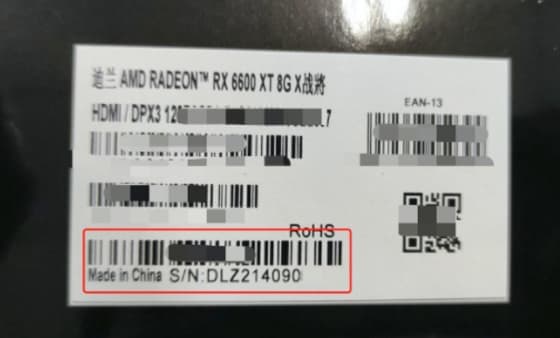 迪兰 AMD RADEON™ RX 6600 XT 8G X战將
HDMI / DPX3
EAN-13
RoHS
Made in China S/N:DLZ214090